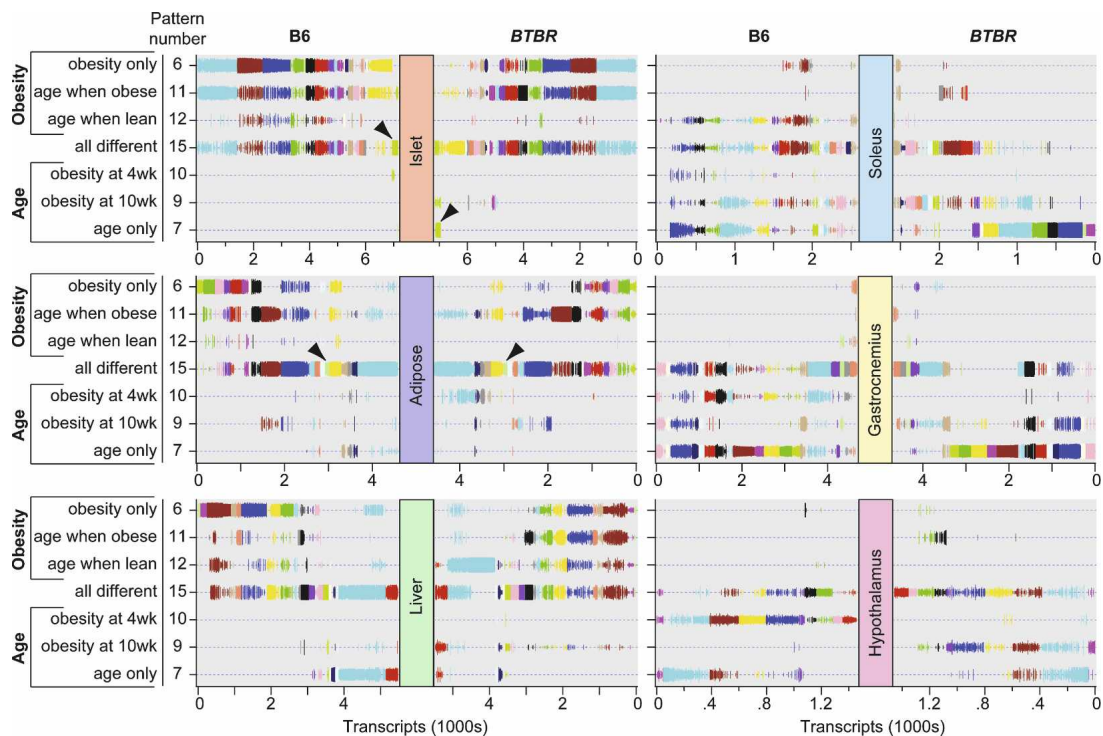 Pattern number
B6 BTBR B6 BTBR
Obesity
obesity only 6
age when obese 11
age when lean 12
all different 15
Age
obesity at 4wk 10
obesity at 10wk 9
age only 7
Islet
Soleus
0 2 4 6 6 4 2 0
0 1 2 2 1 0
Obesity
obesity only 6
age when obese 11
age when lean 12
all different 15
Age
obesity at 4wk 10
obesity at 10wk 9
age only 7
Adipose
Gastrocnemius
0 2 4 4 2 0
0 2 4 4 2 0
Obesity
obesity only 6
age when obese 11
age when lean 12
all different 15
Age
obesity at 4wk 10
obesity at 10wk 9
age only 7
Liver
Hypothalamus
0 2 4 4 2 0
0 .4 .8 1.2 1.2 .8 .4 0
Transcripts (1000s) Transcripts (1000s)